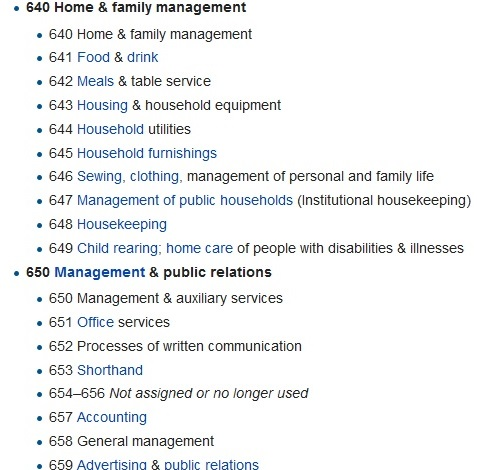 640 Home & family management
640 Home & family management
641 Food & drink
642 Meals & table service
643 Housing & household equipment
644 Household utilities
645 Household furnishings
646 Sewing, clothing, management of personal and family life
647 Management of public households (Institutional housekeeping)
648 Housekeeping
649 Child rearing; home care of people with disabilities & illnesses
650 Management & public relations
650 Management & auxiliary services
651 Office services
652 Processes of written communication
653 Shorthand
654–656 Not assigned or no longer used
657 Accounting
658 General management
659 Advertising & public relations